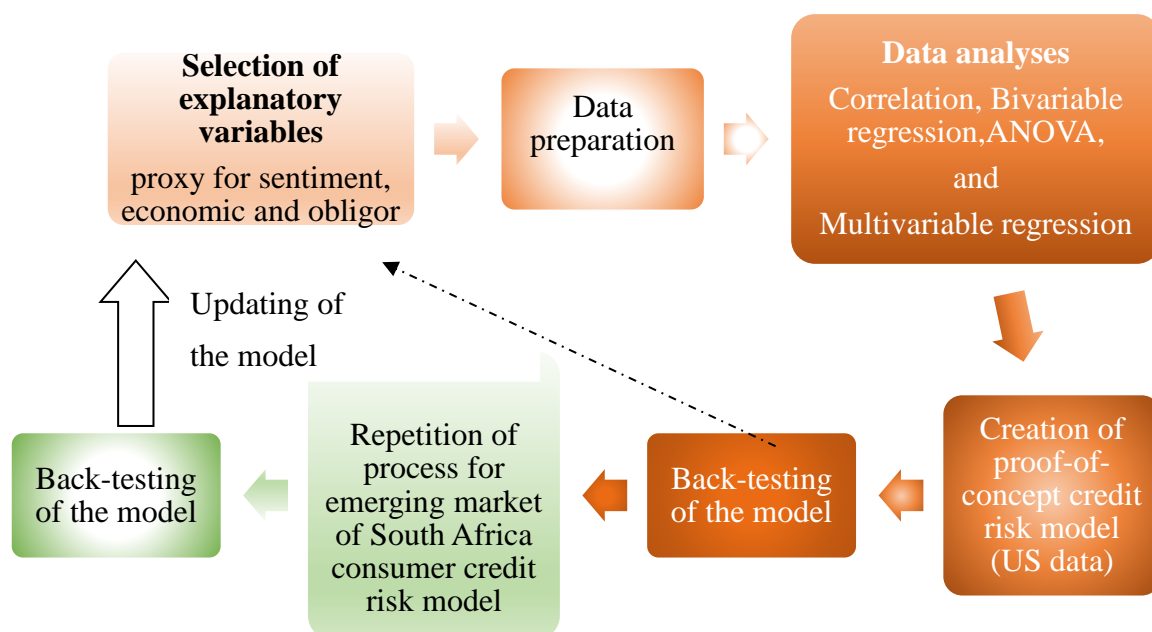 Selection of
explanatory
variables
proxy for sentiment,
economic and obligor
Data
preparation
Data analyses
Correlation, Bivariable
regression,ANOVA,
and
Multivariable regression
Creation of
proof-of-
concept credit
risk model
(US data)
Back-testing
of the model
Repetition of
process for
emerging market
of South Africa
consumer credit
risk model
Back-testing
of the model
Updating of
the model